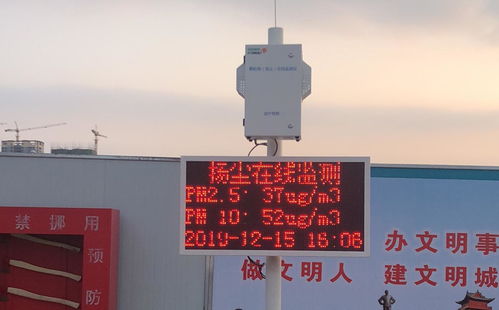 扬尘在线监测
PM2.5: 37ug/m3
PM 10: 52ug/m3
2019-12-15 16:06
禁挪用
预防
办文明事
做文明人 建文明城